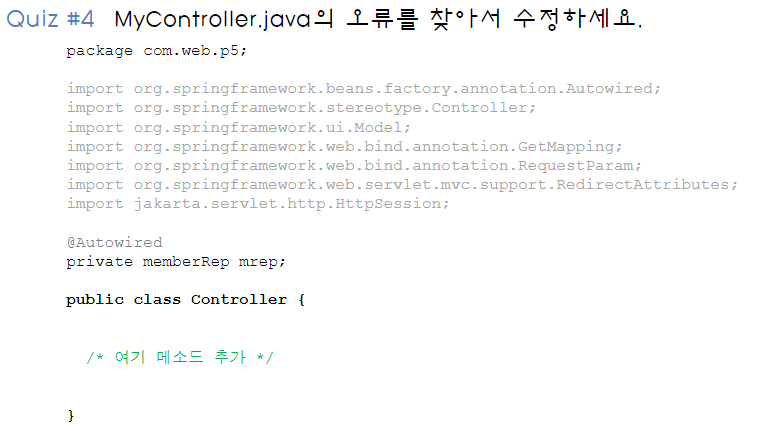 Quiz #4 MyController.java의 오류를 찾아서 수정하세요.
package com.web.p5;
import org.springframework.beans.factory.annotation.Autowired;
import org.springframework.stereotype.Controller;
import org.springframework.ui.Model;
import org.springframework.web.bind.annotation.GetMapping;
import org.springframework.web.bind.annotation.RequestParam;
import org.springframework.web.servlet.mvc.support.RedirectAttributes;
import jakarta.servlet.http.HttpSession;
@Autowired
private memberRep mrep;
public class Controller {
/* 여기 메소드 추가 */
}